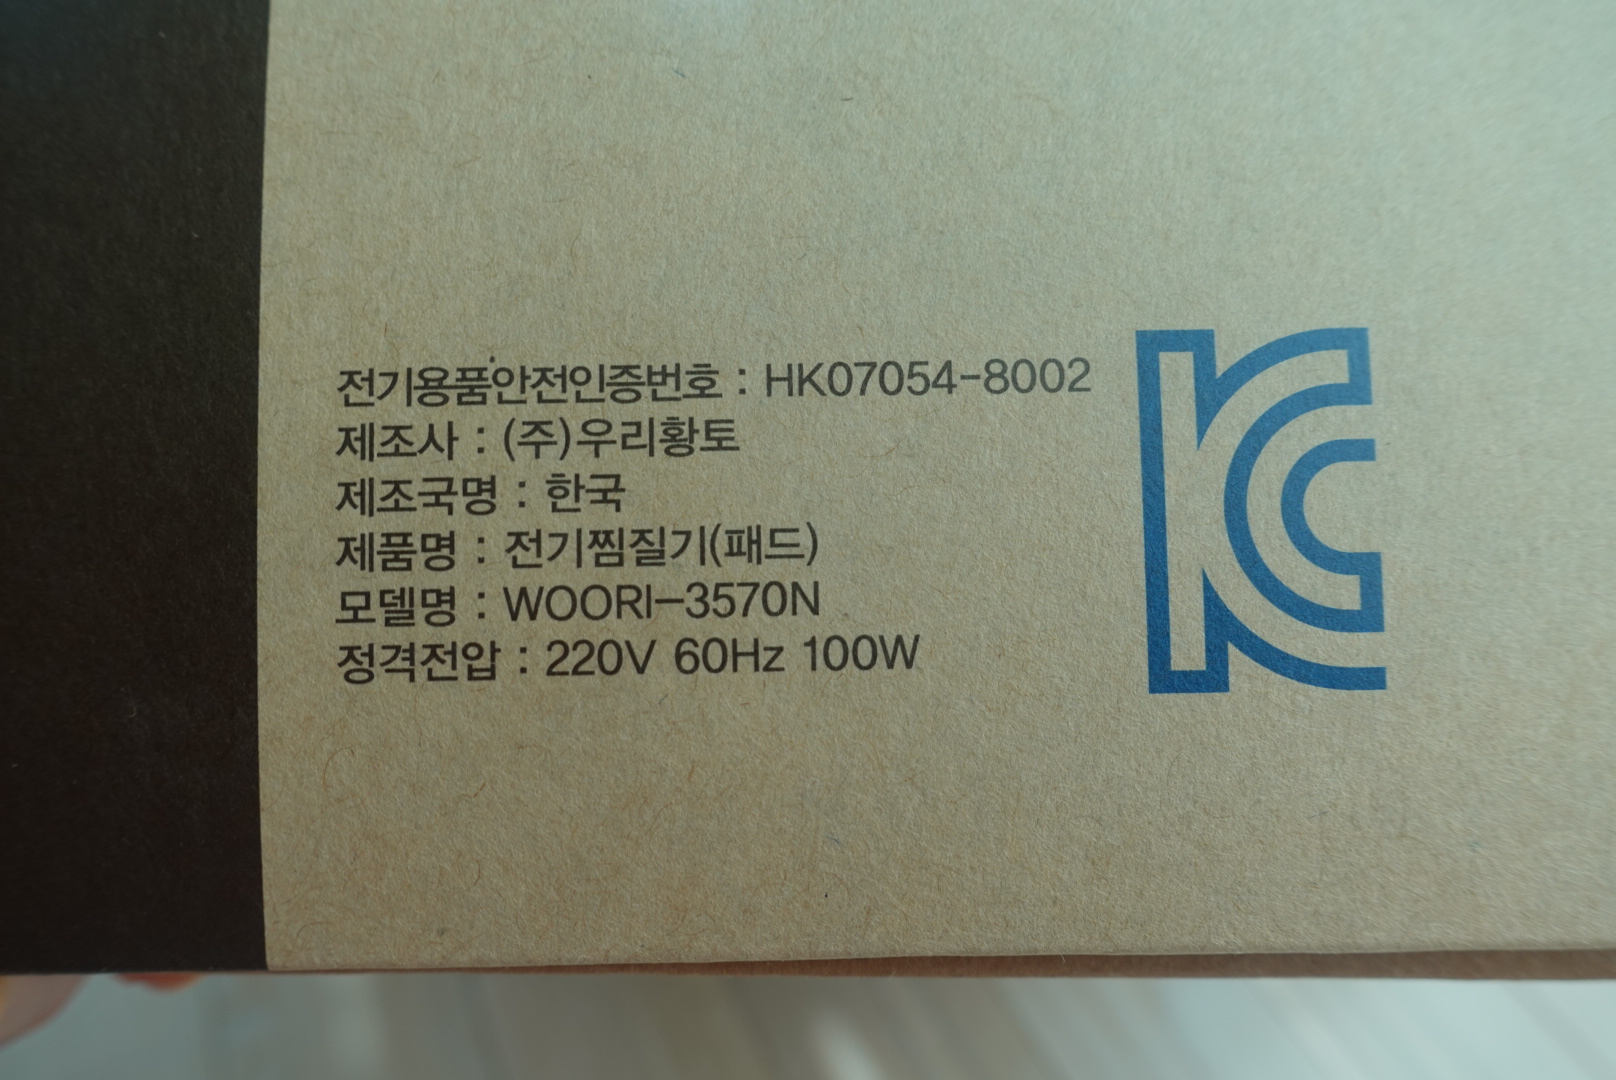 전기용품안전인증번호 : HK07054-8002
제조사 : (주)우리황토
제조국명 : 한국
제품명 : 전기찜질기(패드)
모델명 : WOORI-3570N
정격전압 : 220V 60Hz 100W
KC